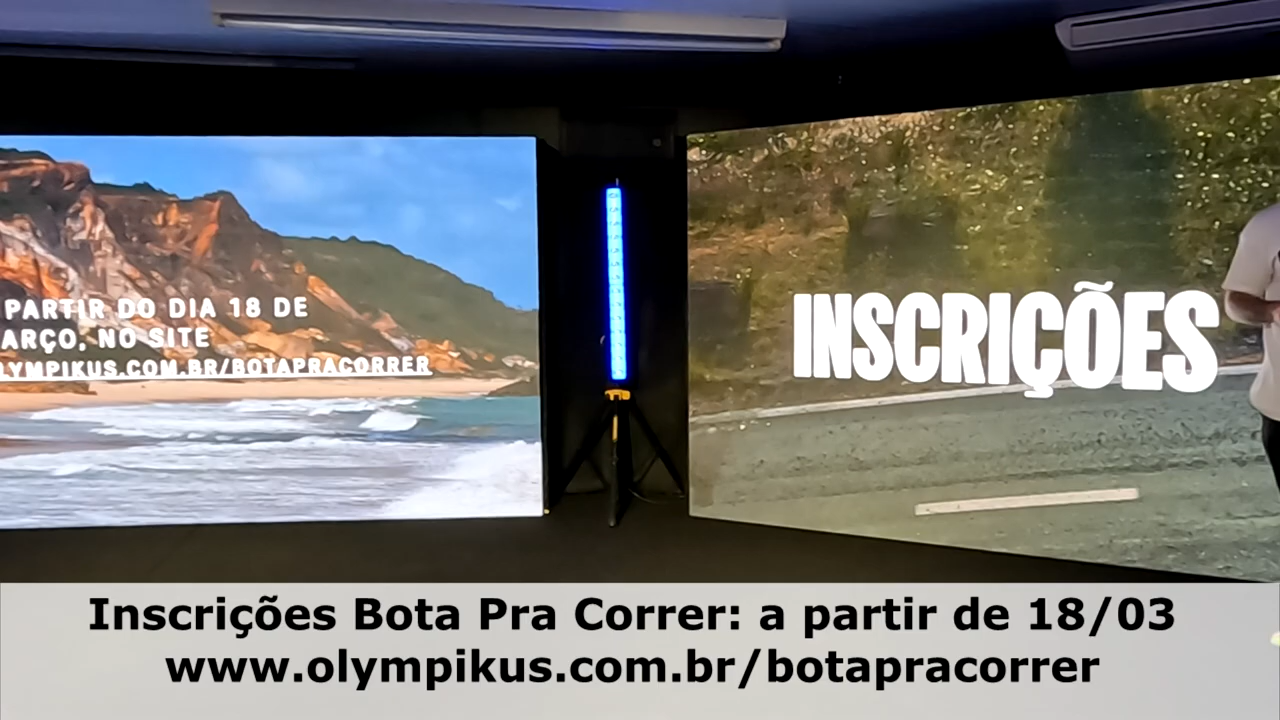 PARTIR DO DIA 18 DE
ARÇO, NO SITE
OLYMPIKUS.COM.BR/BOTAPRACORRER
INSCRIÇÕES
Inscrições Bota Pra Correr: a partir de 18/03
www.olympikus.com.br/botapracorrer